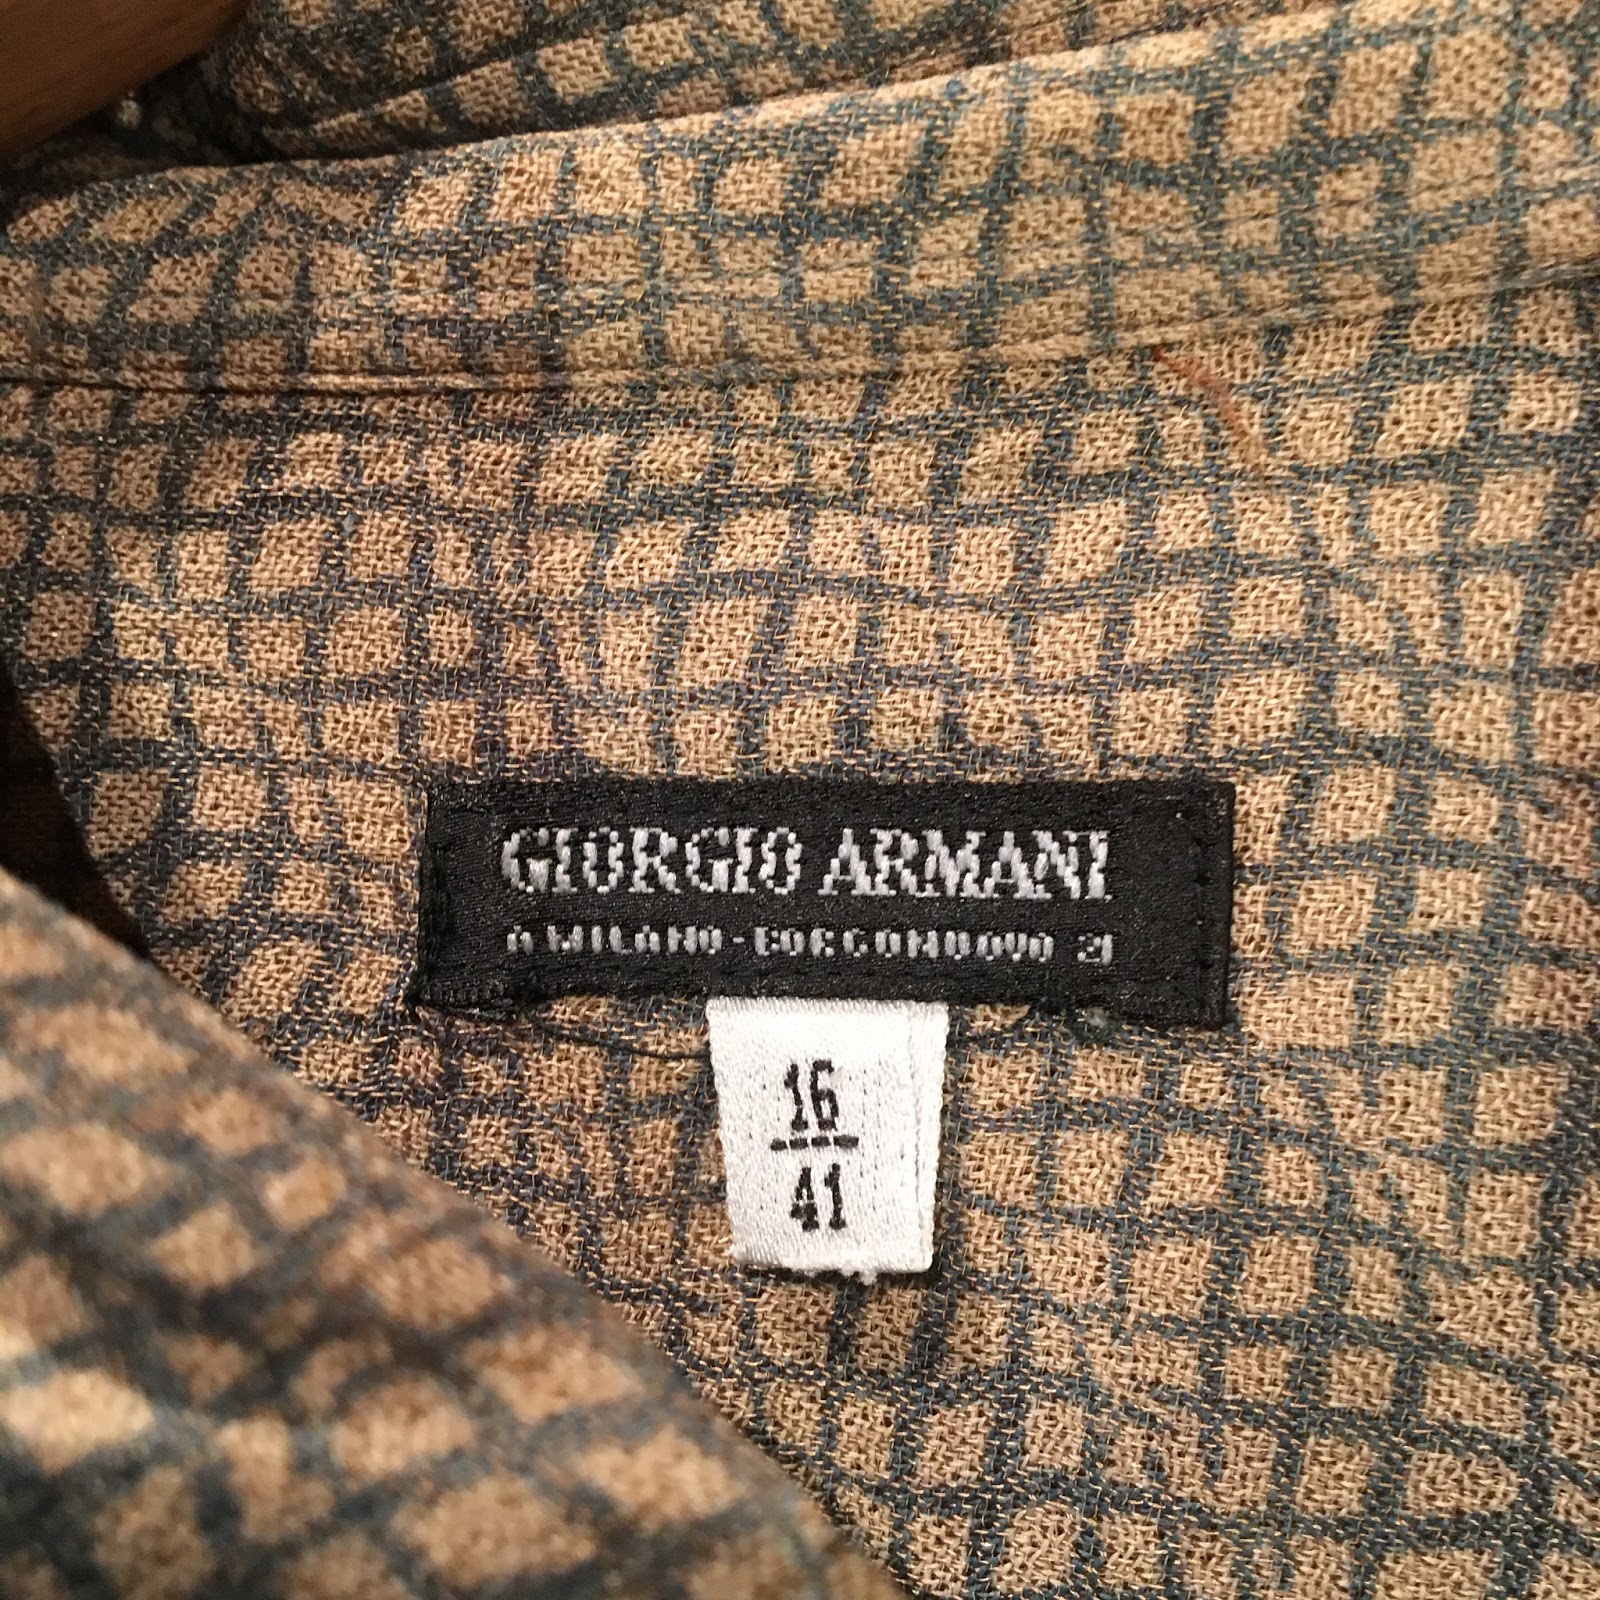 GIORGIO ARMANI
A MILANO - BORGONUOVO 21
16
41